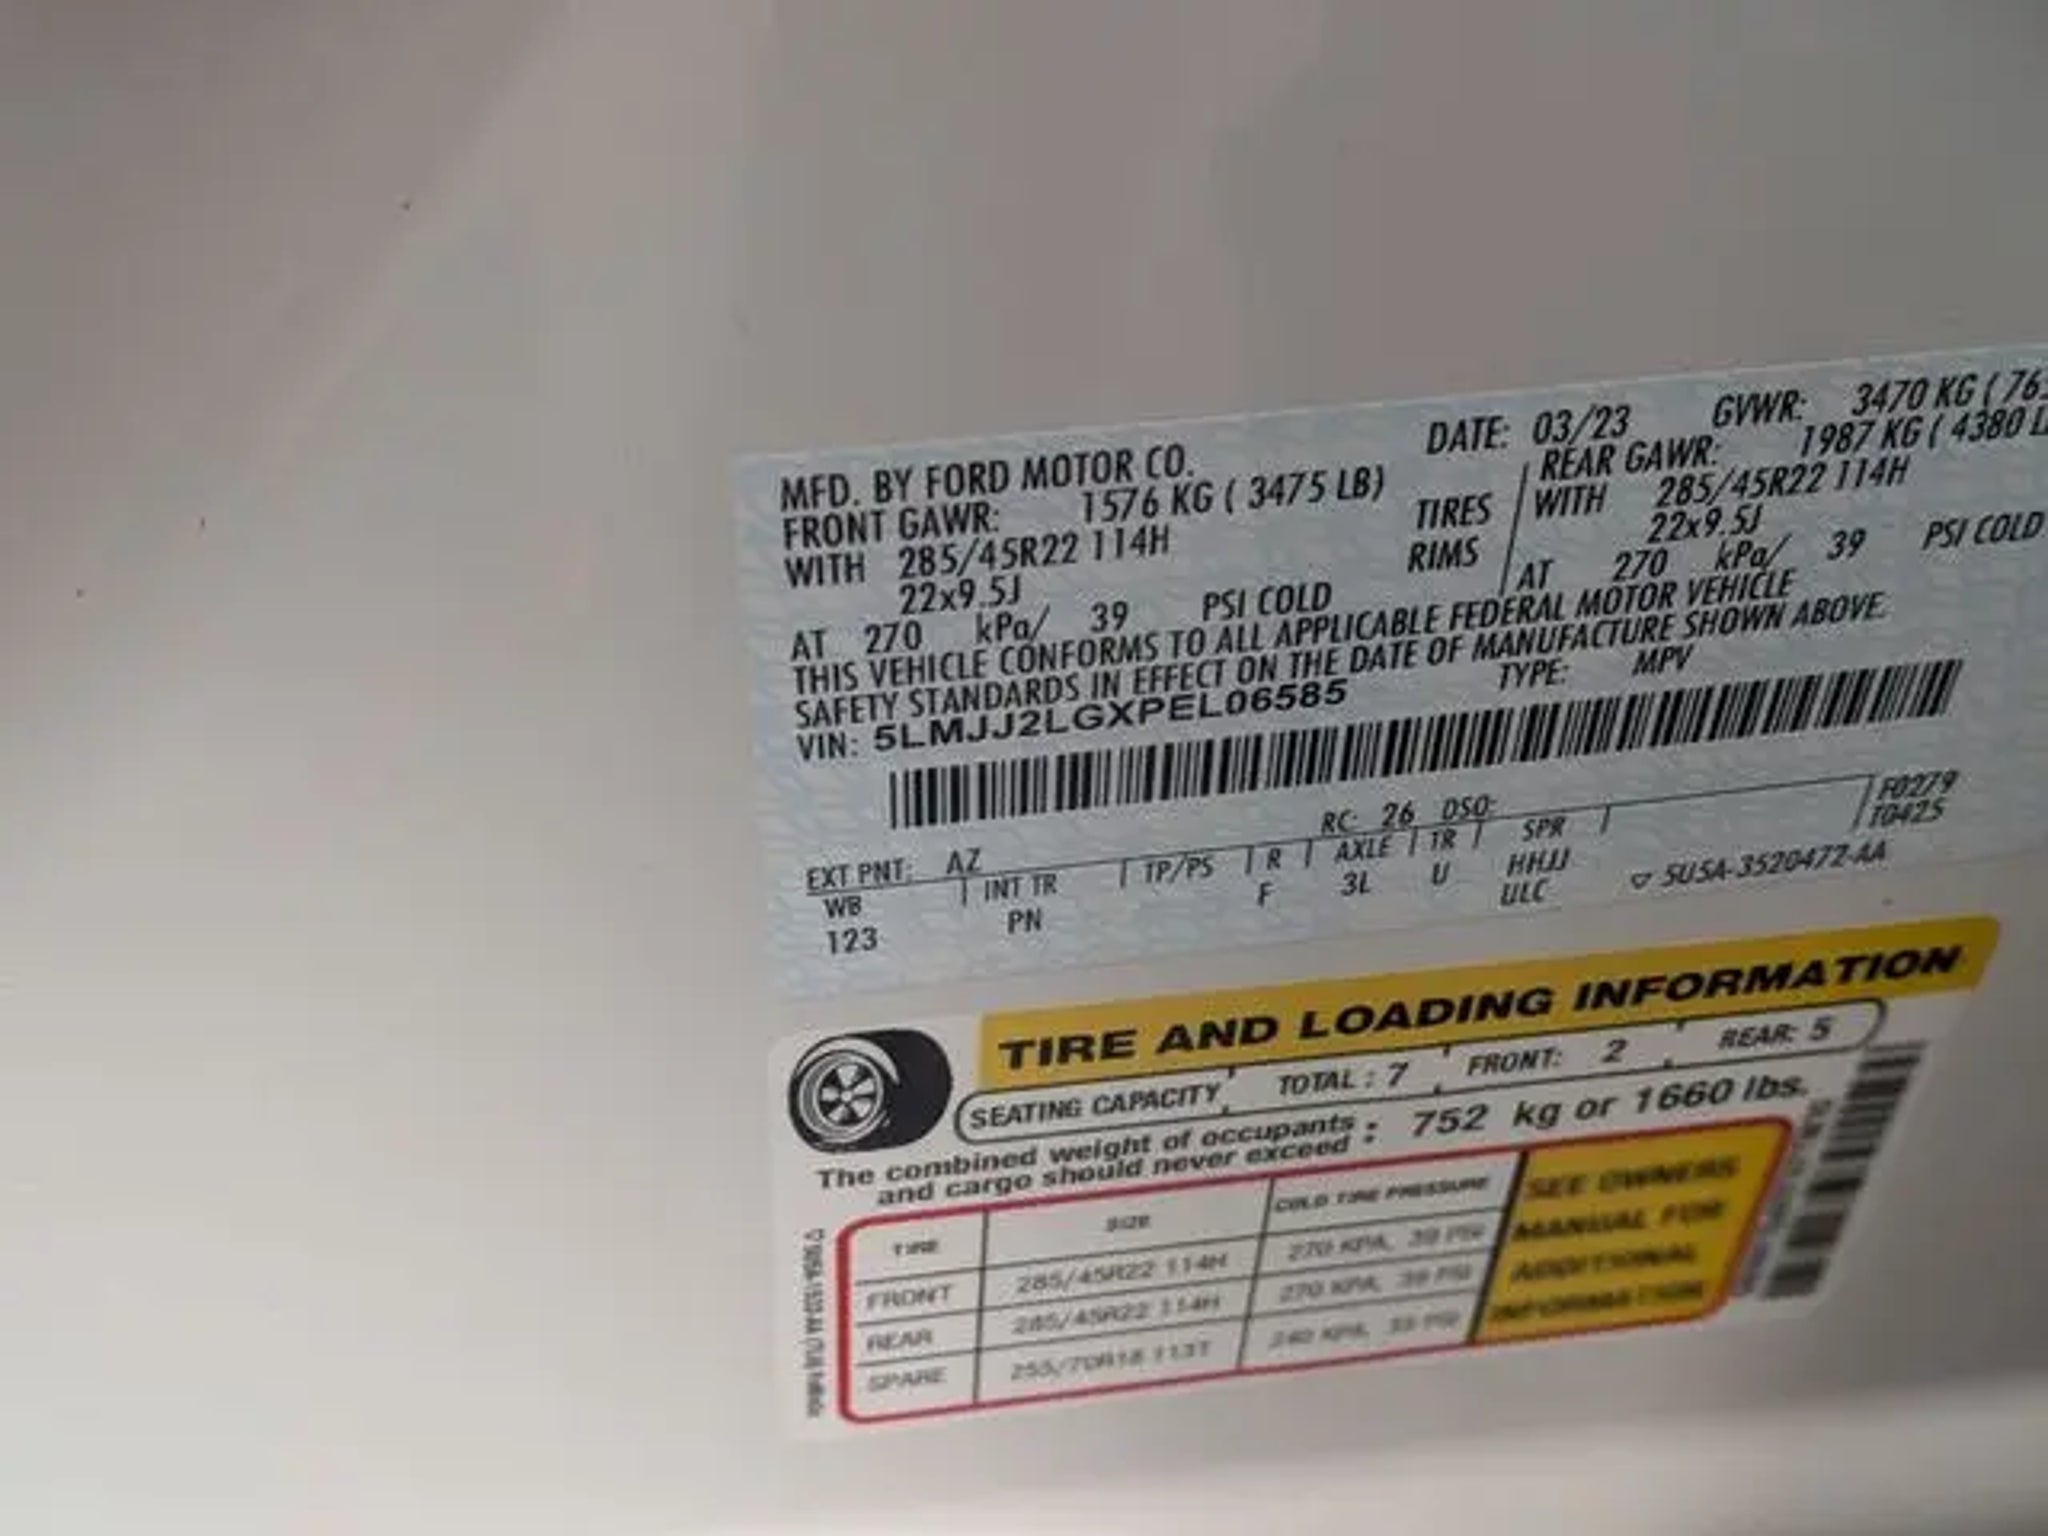 MFD. BY FORD MOTOR CO.
DATE: 03/23 GVWR: 3470 KG (
FRONT GAWR: 1576 KG ( 3475 LB)
REAR GAWR: 1987 KG ( 4380
WITH 285/45R22 114H TIRES WITH 285/45R22 114H
22x9.5J RIMS 22x9.5J
AT 270 kPa/ 39 PSI COLD AT 270 kPa/ 39 PSI COLD
THIS VEHICLE CONFORMS TO ALL APPLICABLE FEDERAL MOTOR VEHICLE
SAFETY STANDARDS IN EFFECT ON THE DATE OF MANUFACTURE SHOWN ABOVE.
VIN: 5LMJJ2LGXPEL06585 TYPE: MPV
F0279
RC: 26 DSO: T0425
EXT PNT: AZ
WB INT TR TP/PS R AXLE TR SPR
123 PN F 3L U HHJJ
ULC ▽ 5U5A-3520472-AA
TIRE AND LOADING INFORMATION
SEATING CAPACITY TOTAL : 7 FRONT: 2 REAR: 5
The combined weight of occupants
and cargo should never exceed : 752 kg or 1660 lbs.
TIRE SIZE COLD TIRE PRESSURE
FRONT 285/45R22 114H 270 KPA, 39 PSI
REAR 285/45R22 114H 270 KPA, 39 PSI
SPARE 255/70R18 113T 240 KPA, 35 PSI
SEE OWNERS
MANUAL FOR
ADDITIONAL
INFORMATION